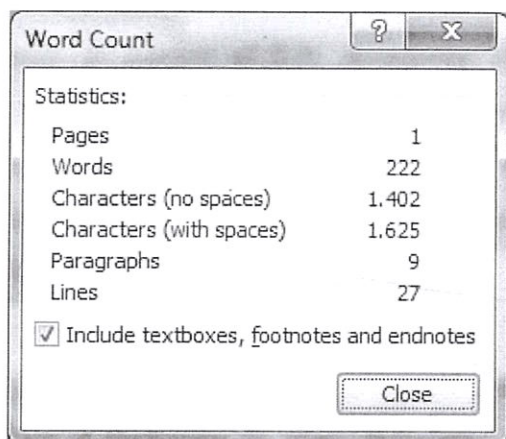 Word Count
?
X
Statistics:
Pages 1
Words 222
Characters (no spaces) 1.402
Characters (with spaces) 1.625
Paragraphs 9
Lines 27
Include textboxes, footnotes and endnotes
Close